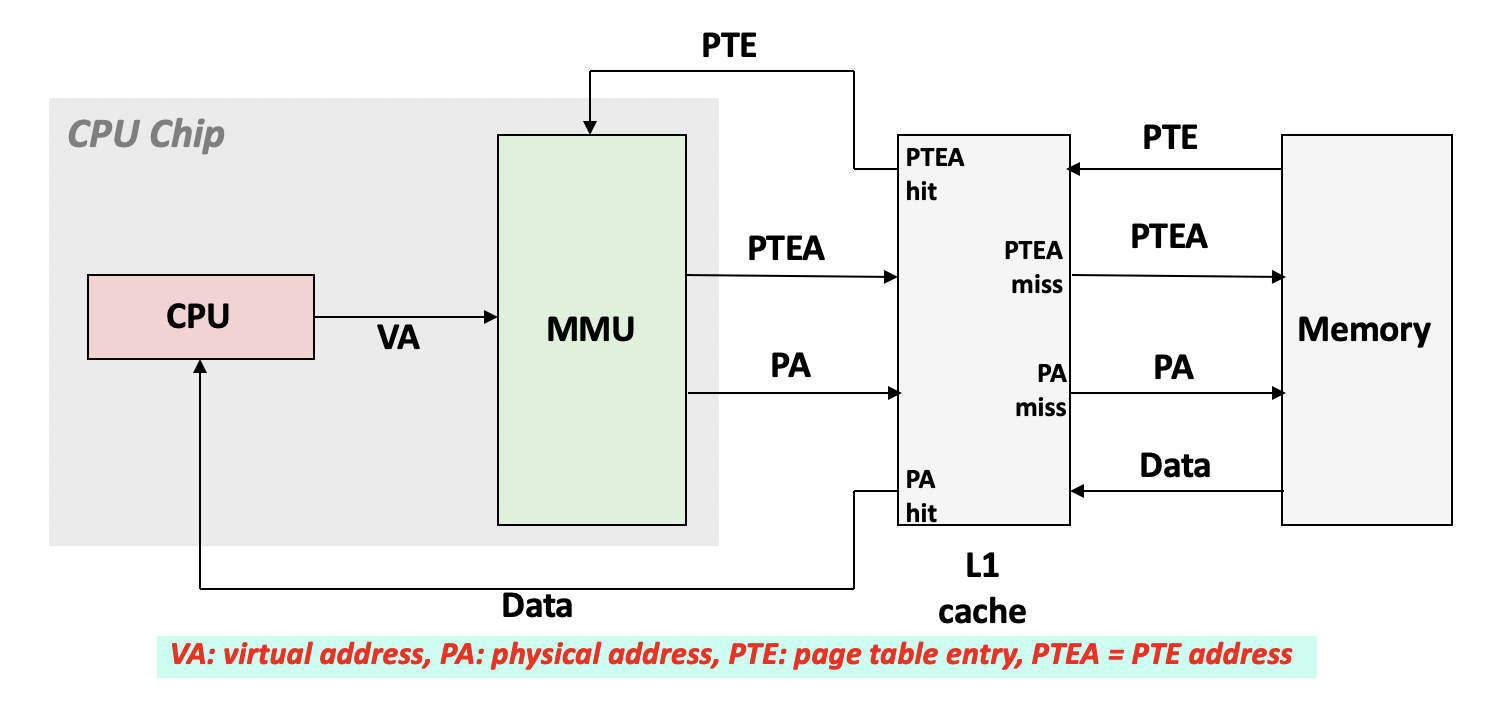 PTE
CPU Chip
PTEA
hit
PTE
PTEA
PTEA
miss
PTEA
CPU
VA
MMU
Memory
PA
PA
miss
PA
PA
hit
Data
L1
cache
Data
VA: virtual address, PA: physical address, PTE: page table entry, PTEA = PTE address